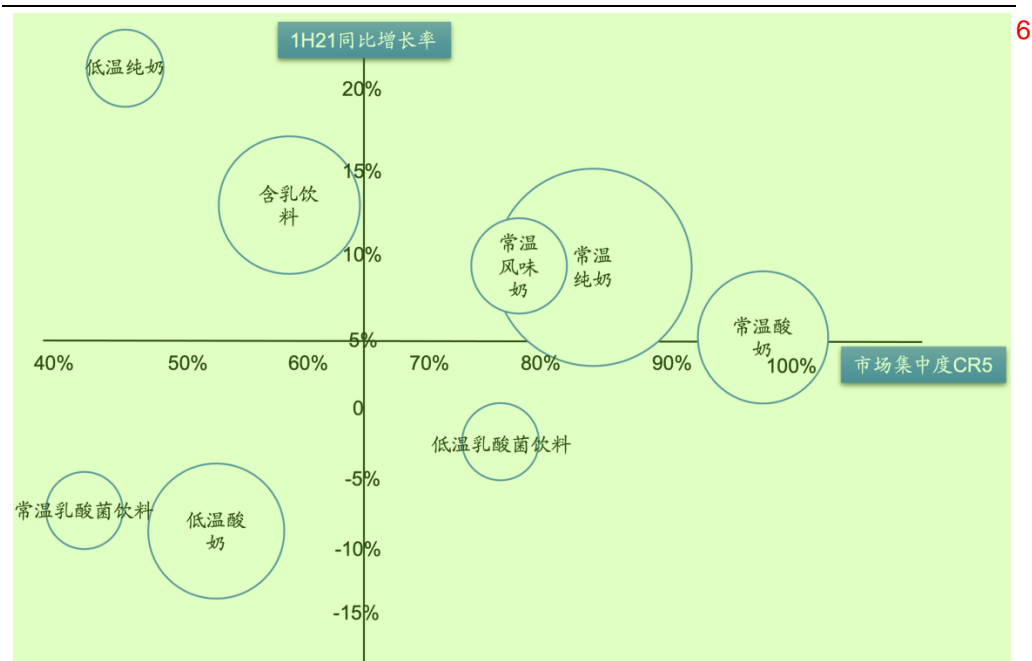 6
1H21同比增长率
低温纯奶
20%
15%
含乳饮
料
常温
风味
奶
10%
常温
纯奶
常温酸
奶
5%
40%
50%
60%
70%
80%
90%
100%
市场集中度CR5
0
低温乳酸菌饮料
-5%
常温乳酸菌饮料
低温酸
奶
-10%
-15%